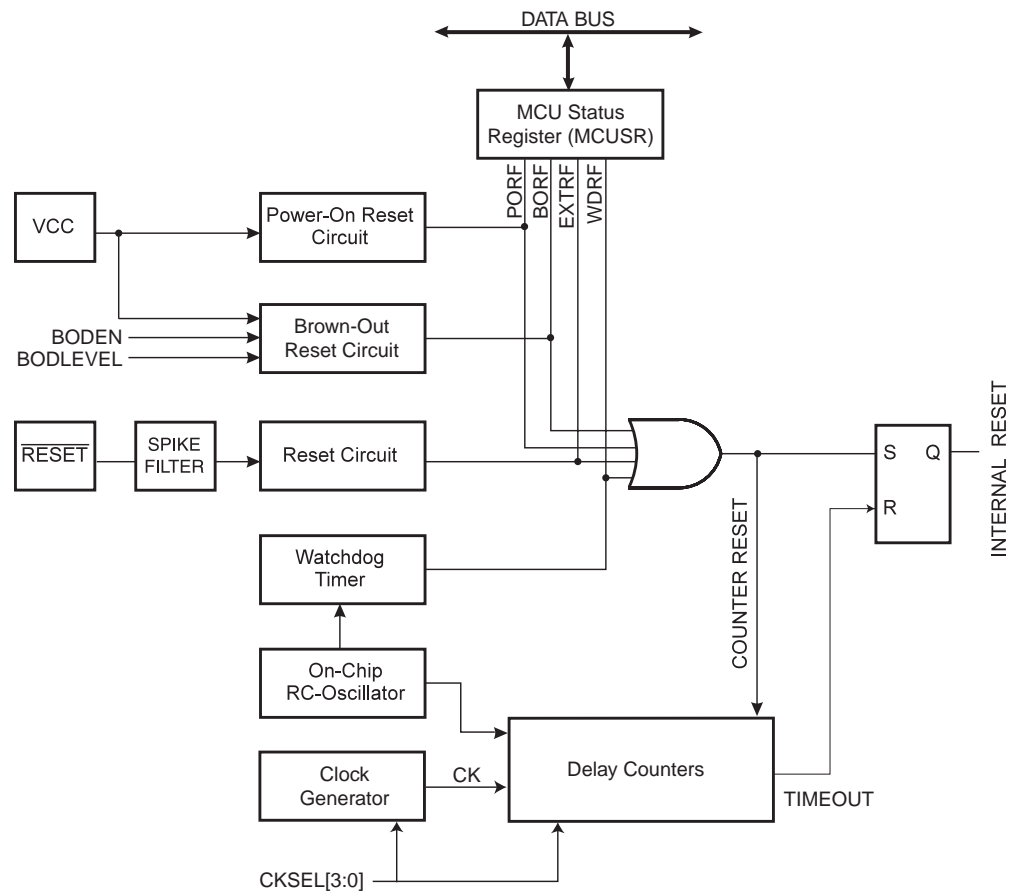 DATA BUS
MCU Status
Register (MCUSR)
PORF
BORF
EXTRF
WDRF
VCC
Power-On Reset
Circuit
BODEN
BODLEVEL
Brown-Out
Reset Circuit
RESET
SPIKE
FILTER
Reset Circuit
S
Q
R
INTERNAL RESET
Watchdog
Timer
COUNTER RESET
On-Chip
RC-Oscillator
Clock
Generator
CK
Delay Counters
TIMEOUT
CKSEL[3:0]